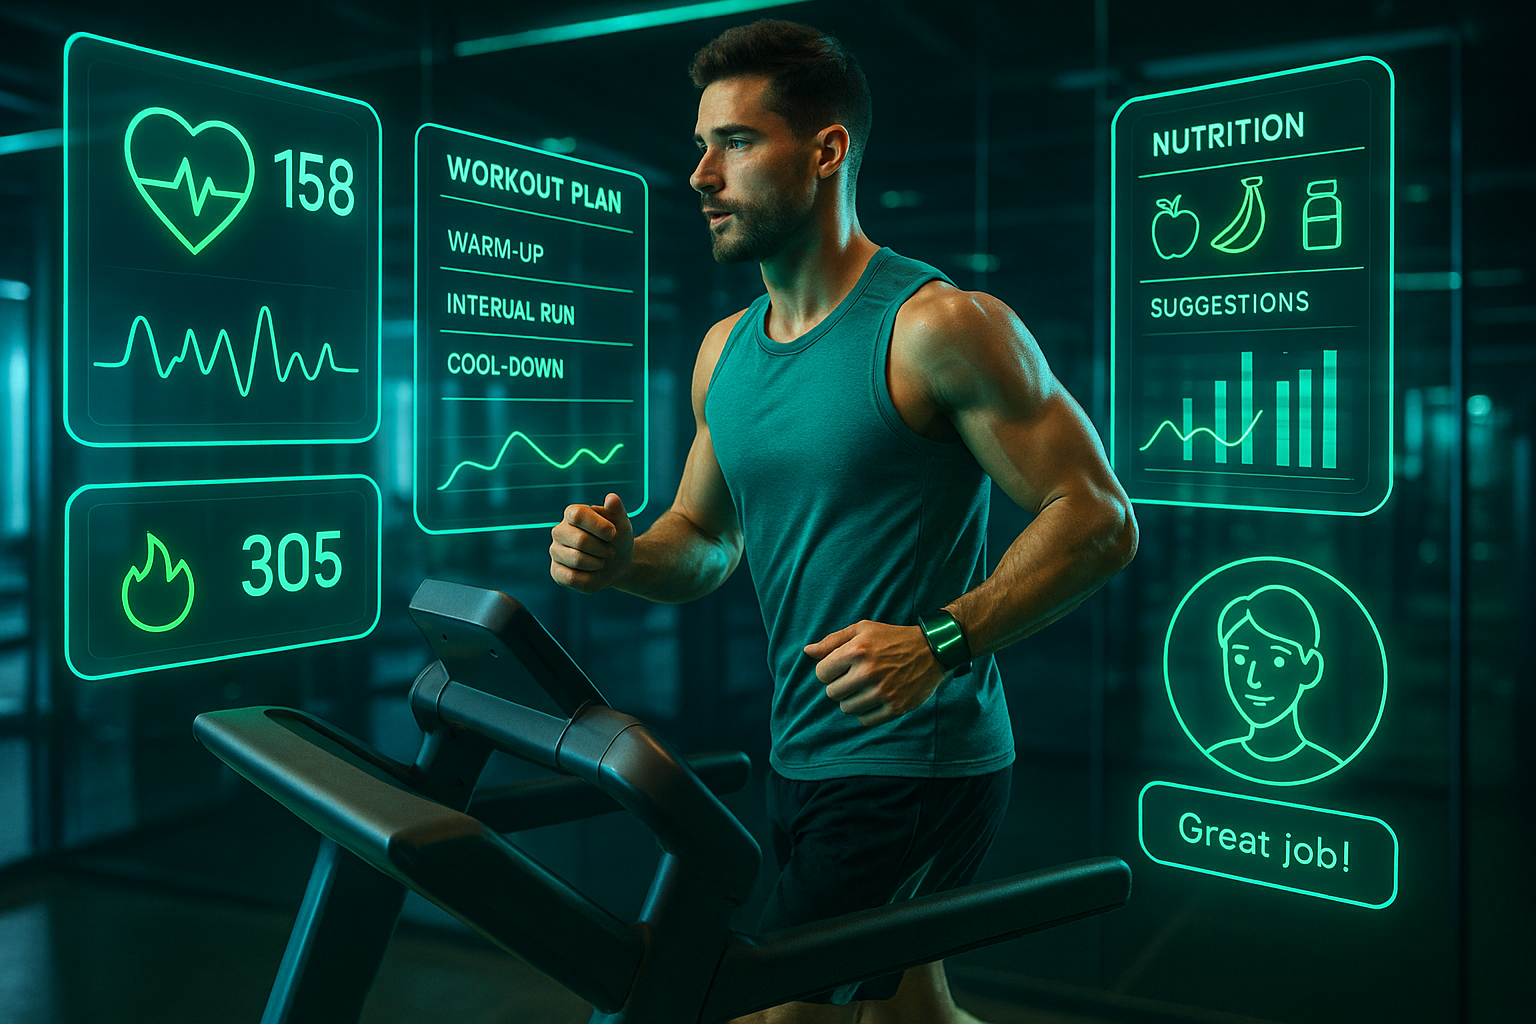 158
305
WORKOUT PLAN
WARM-UP
INTERUAL RUN
COOL-DOWN
NUTRITION
SUGGESTIONS
Great job!